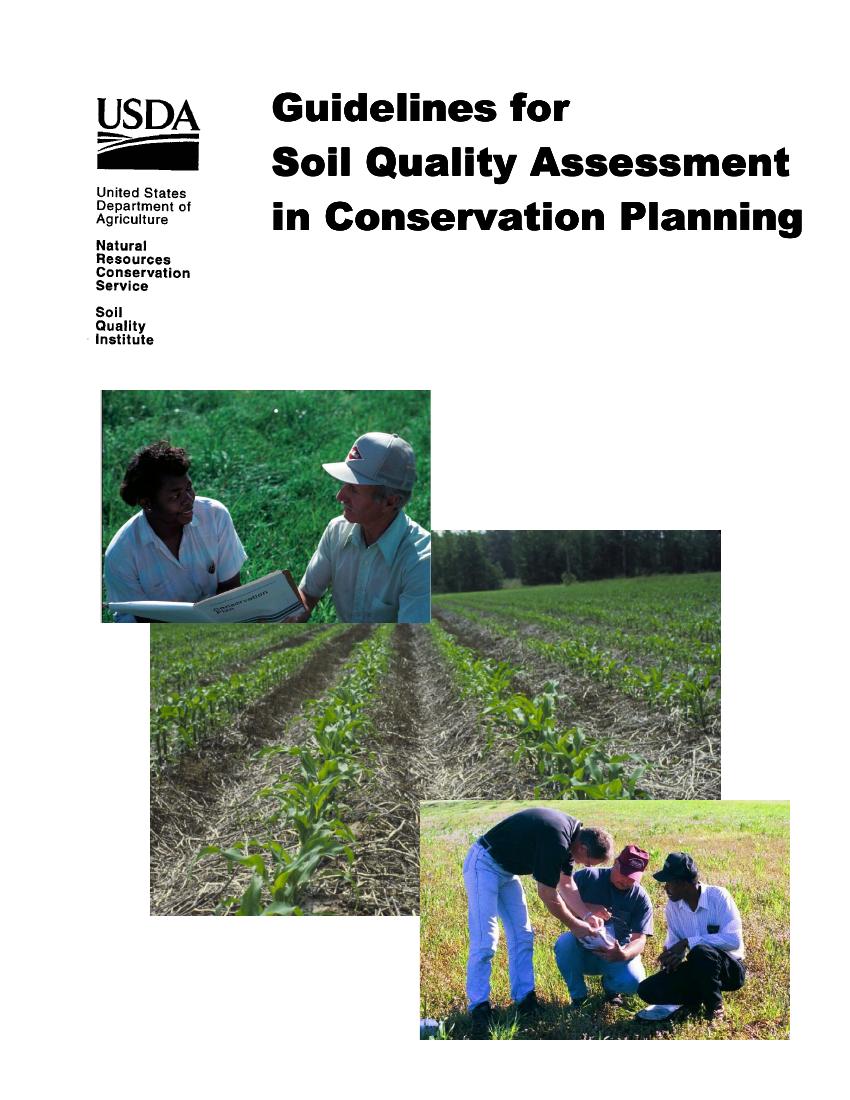 USDA
United States
Department of
Agriculture
Natural
Resources
Conservation
Service
Soil
Quality
Institute
Guidelines for
Soil Quality Assessment
in Conservation Planning
Conservation
Plan